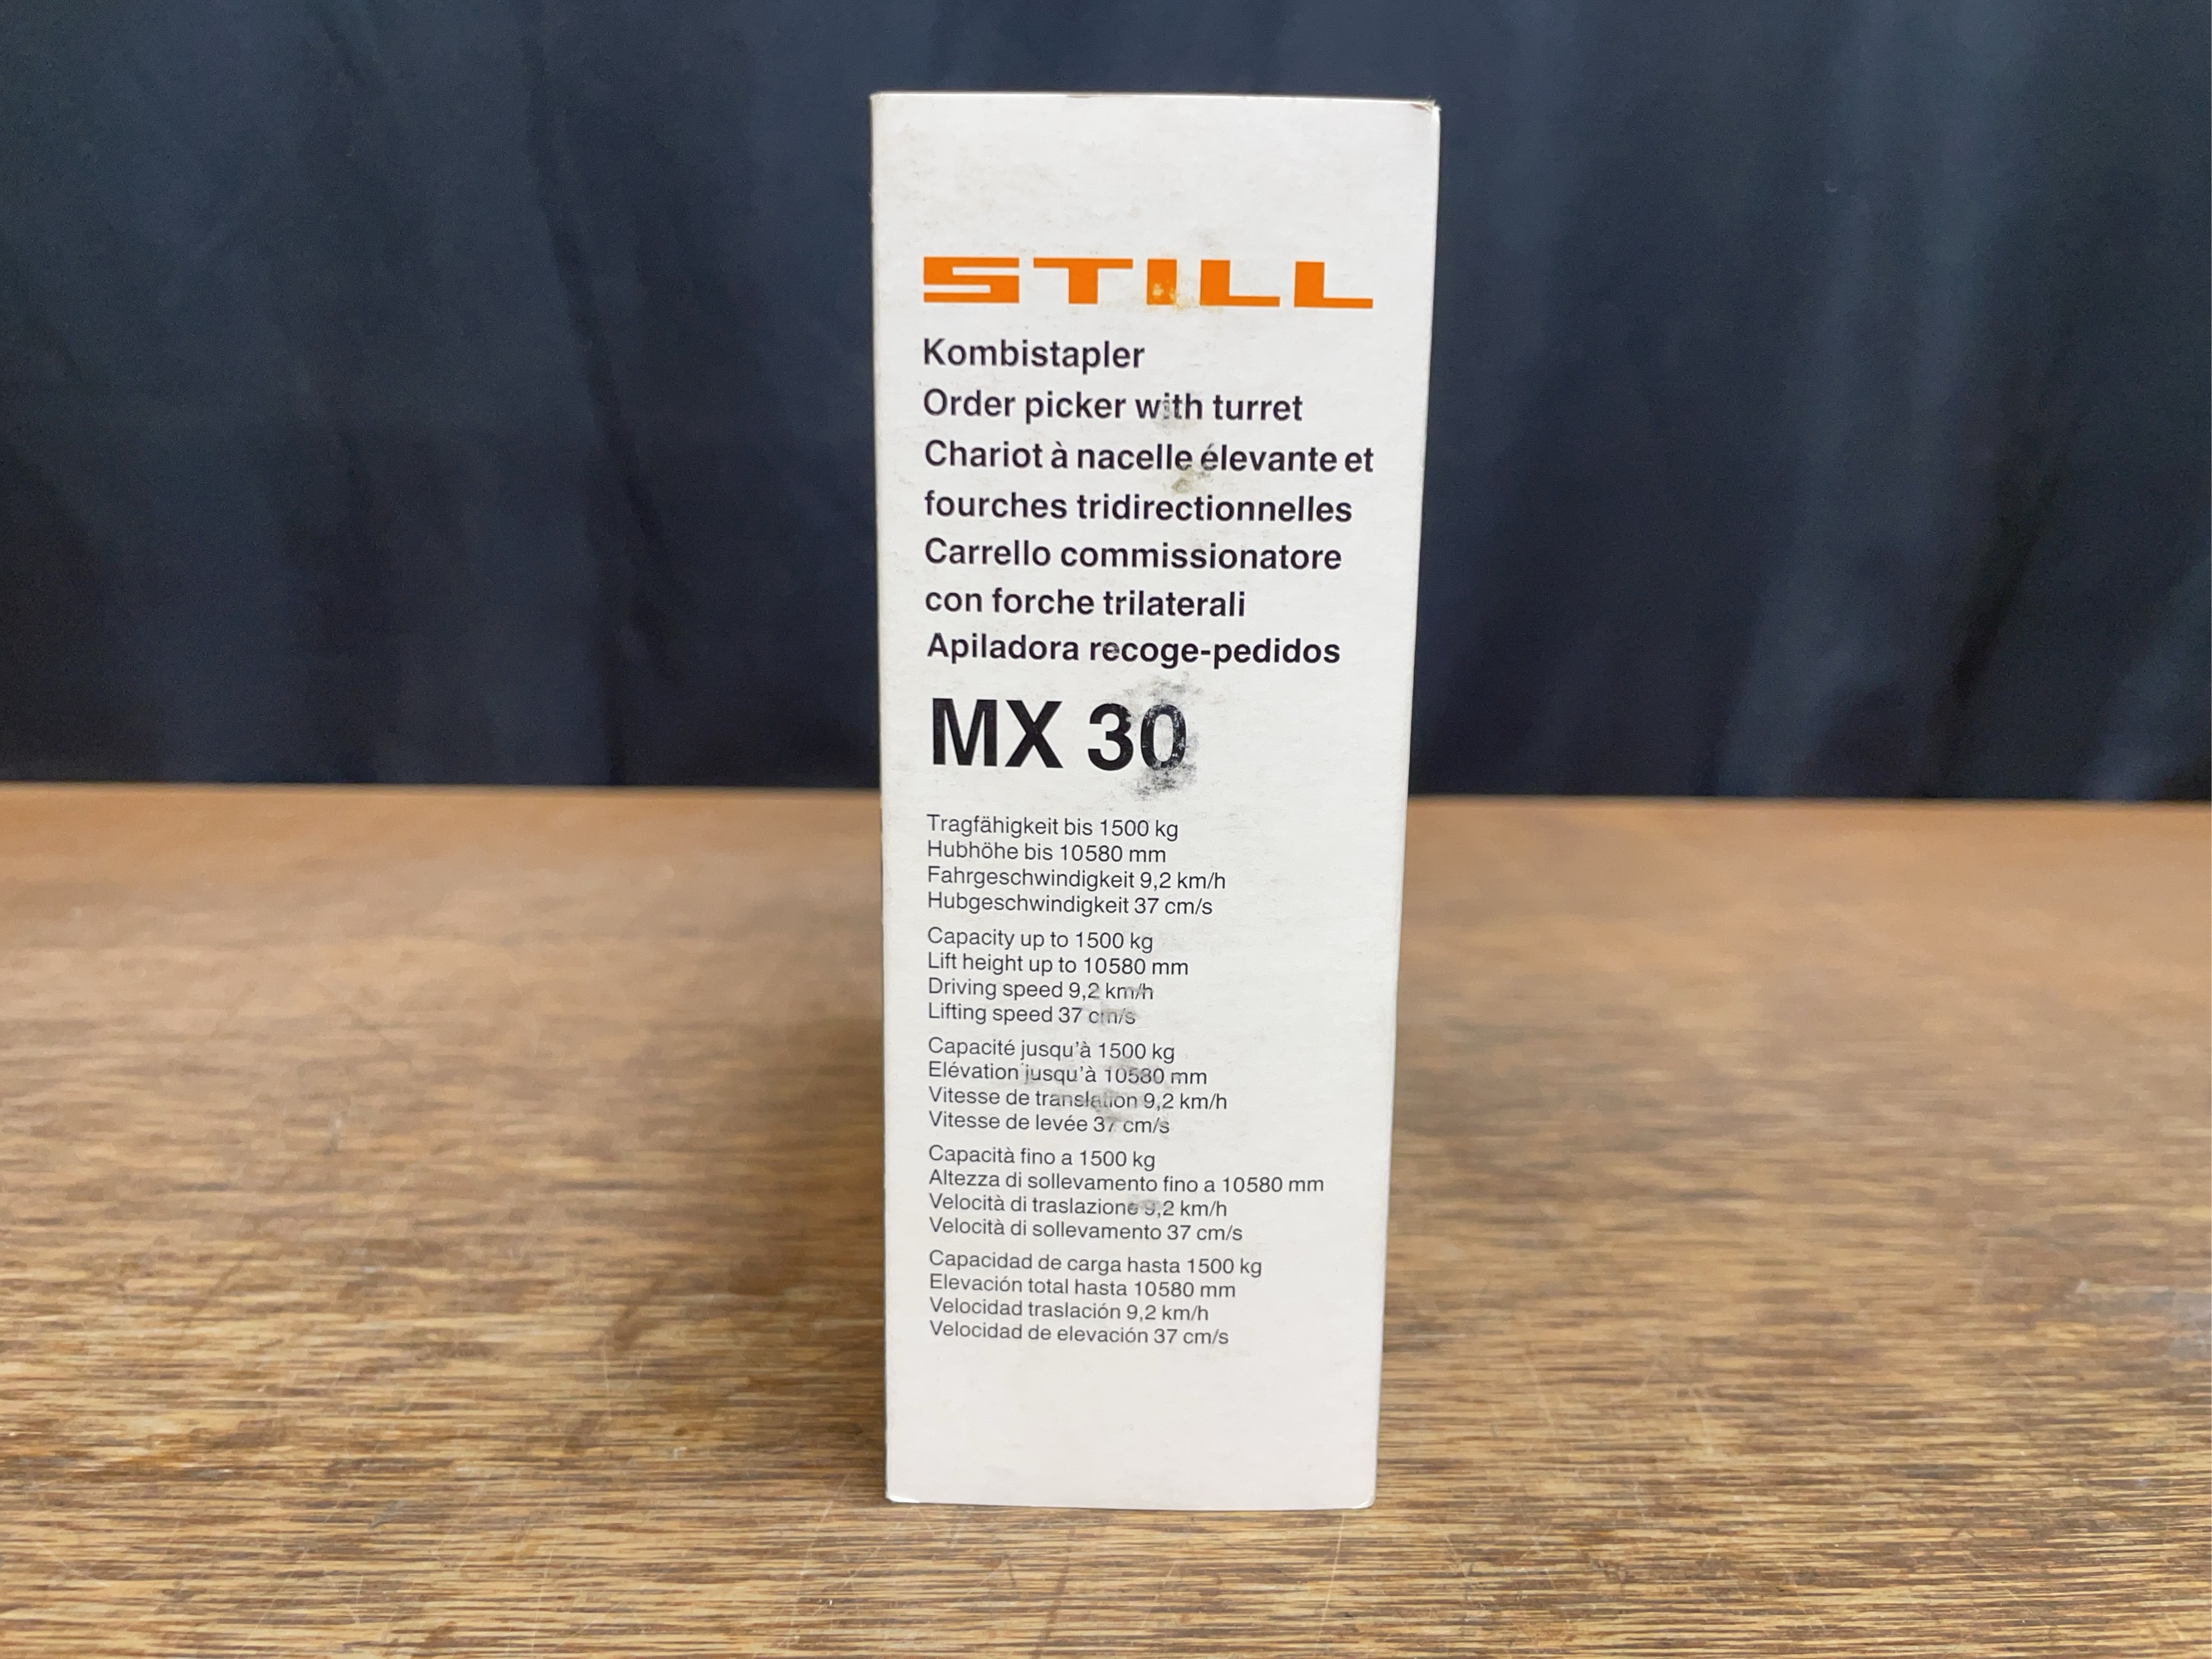 STILL
Kombistapler
Order picker with turret
Chariot à nacelle élevante et
fourches tridirectionnelles
Carrello commissionatore
con forche trilaterali
Apiladora recoge-pedidos
MX 30
Tragfähigkeit bis 1500 kg
Hubhöhe bis 10580 mm
Fahrgeschwindigkeit 9,2 km/h
Hubgeschwindigkeit 37 cm/s
Capacity up to 1500 kg
Lift height up to 10580 mm
Driving speed 9,2 km/h
Lifting speed 37 cm/s
Capacité jusqu'à 1500 kg
Elévation jusqu'à 10580 mm
Vitesse de translation 9,2 km/h
Vitesse de levée 37 cm/s
Capacità fino a 1500 kg
Altezza di sollevamento fino a 10580 mm
Velocità di traslazione 9,2 km/h
Velocità di sollevamento 37 cm/s
Capacidad de carga hasta 1500 kg
Elevación total hasta 10580 mm
Velocidad traslación 9,2 km/h
Velocidad de elevación 37 cm/s